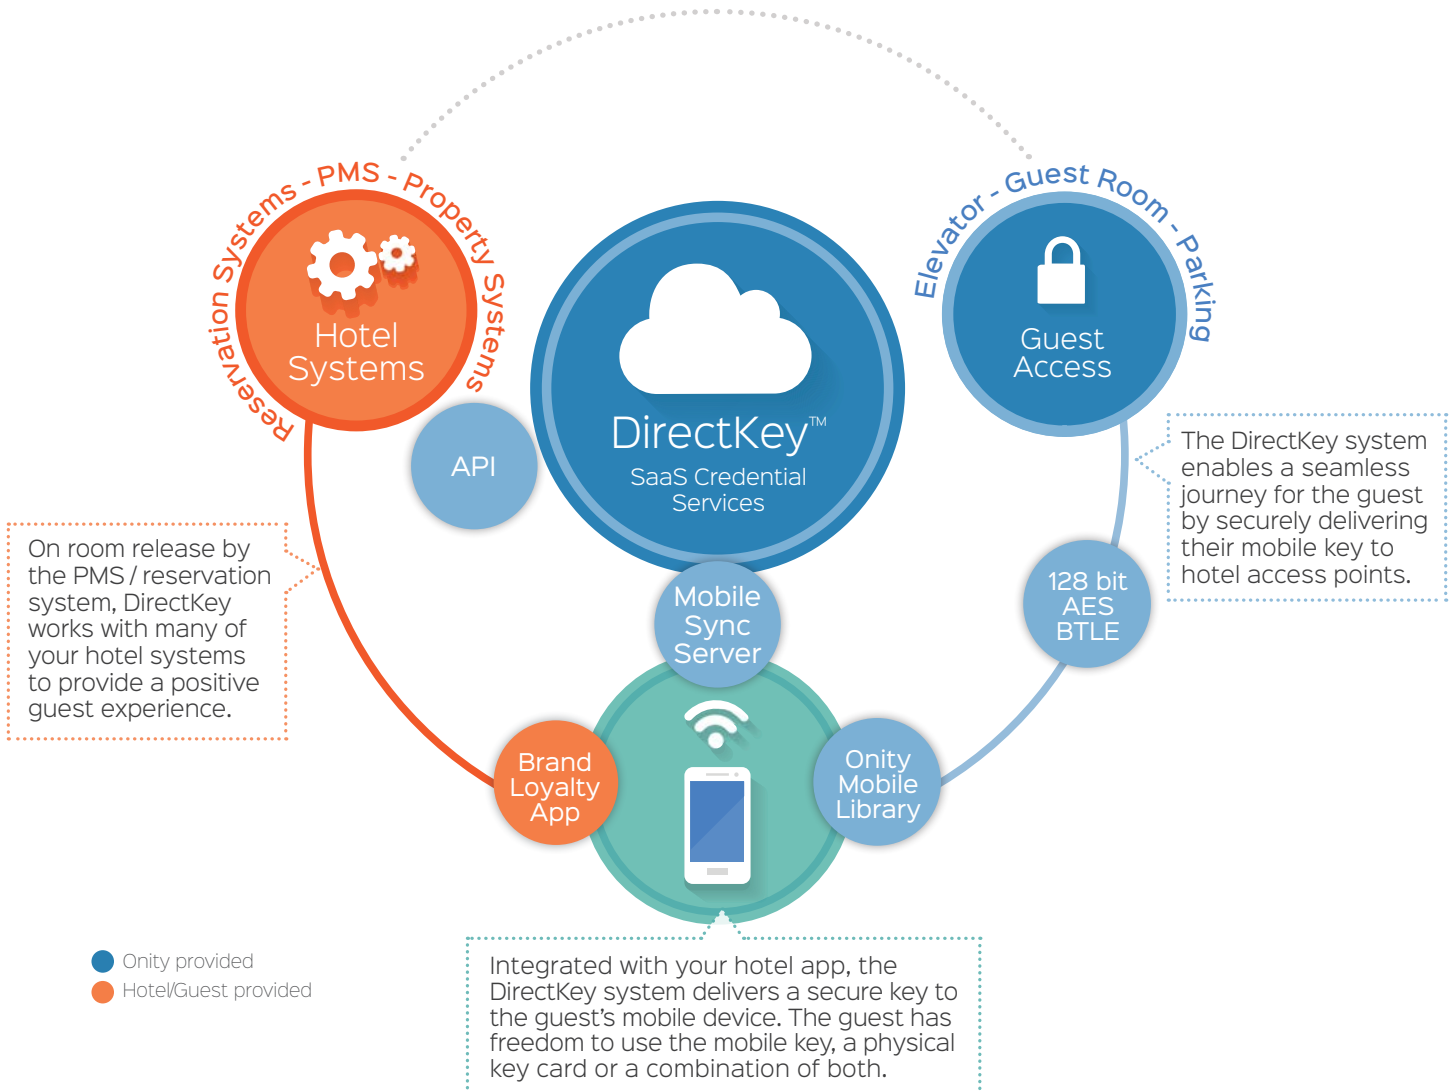 Reservation Systems - PMS - Property Systems
Hotel
Systems
API
DirectKey™
SaaS Credential
Services
Elevator - Guest Room - Parking
Guest
Access
The DirectKey system
enables a seamless
journey for the guest
by securely delivering
their mobile key to
hotel access points.
On room release by
the PMS / reservation
system, DirectKey
works with many of
your hotel systems
to provide a positive
guest experience.
Mobile
Sync
Server
128 bit
AES
BTLE
Brand
Loyalty
App
Onity
Mobile
Library
Onity provided
Hotel/Guest provided
Integrated with your hotel app, the
DirectKey system delivers a secure key to
the guest's mobile device. The guest has
freedom to use the mobile key, a physical
key card or a combination of both.